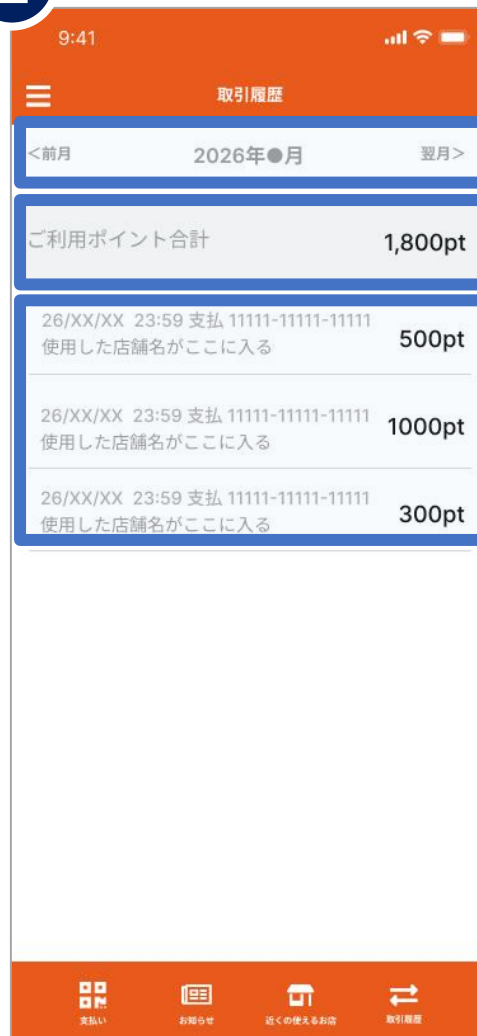 9:41
取引履歴
<前月 2026年●月 翌月>
ご利用ポイント合計 1,800pt
26/XX/XX 23:59 支払 11111-11111-11111
使用した店舗名がここに入る 500pt
26/XX/XX 23:59 支払 11111-11111-11111
使用した店舗名がここに入る 1000pt
26/XX/XX 23:59 支払 11111-11111-11111
使用した店舗名がここに入る 300pt
支払い お知らせ 近くの使えるお店 取引履歴